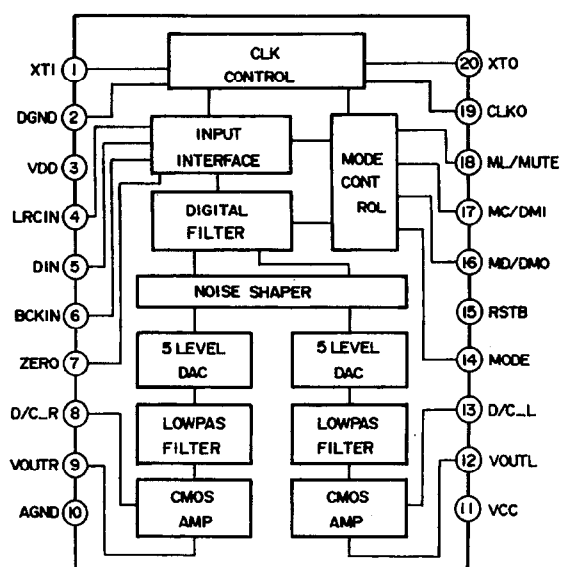 CLK
CONTROL
XTI 1
20 XTO
DGND 2
19 CLKO
INPUT
INTERFACE
MODE
CONT
ROL
VDD 3
18 ML/MUTE
LRCIN 4
17 MC/DMI
DIGITAL
FILTER
DIN 5
16 MD/DMO
NOISE SHAPER
BCKIN 6
15 RSTB
5 LEVEL
DAC
5 LEVEL
DAC
ZERO 7
14 MODE
D/C_R 8
13 D/C_L
LOWPAS
FILTER
LOWPAS
FILTER
VOUTR 9
12 VOUTL
CMOS
AMP
CMOS
AMP
AGND 10
11 VCC